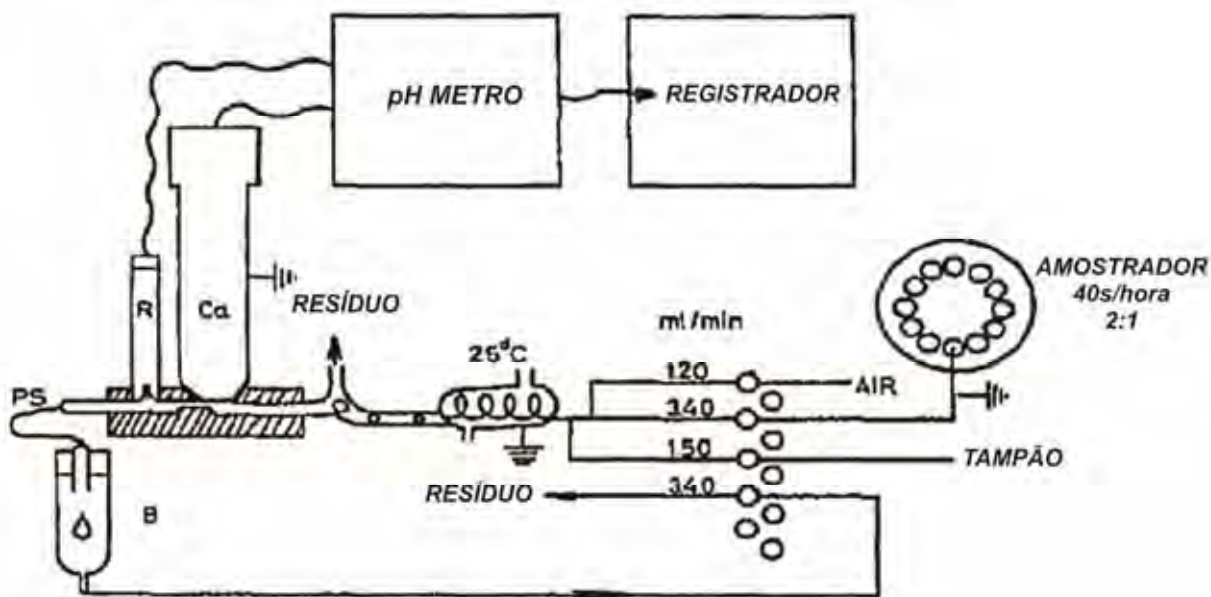 pH METRO
REGISTRADOR
R
Ca
RESÍDUO
AMOSTRADOR
40s/hora
2:1
ml/min
25°C
PS
120
AIR
340
150
TAMPÃO
RESÍDUO
340
B